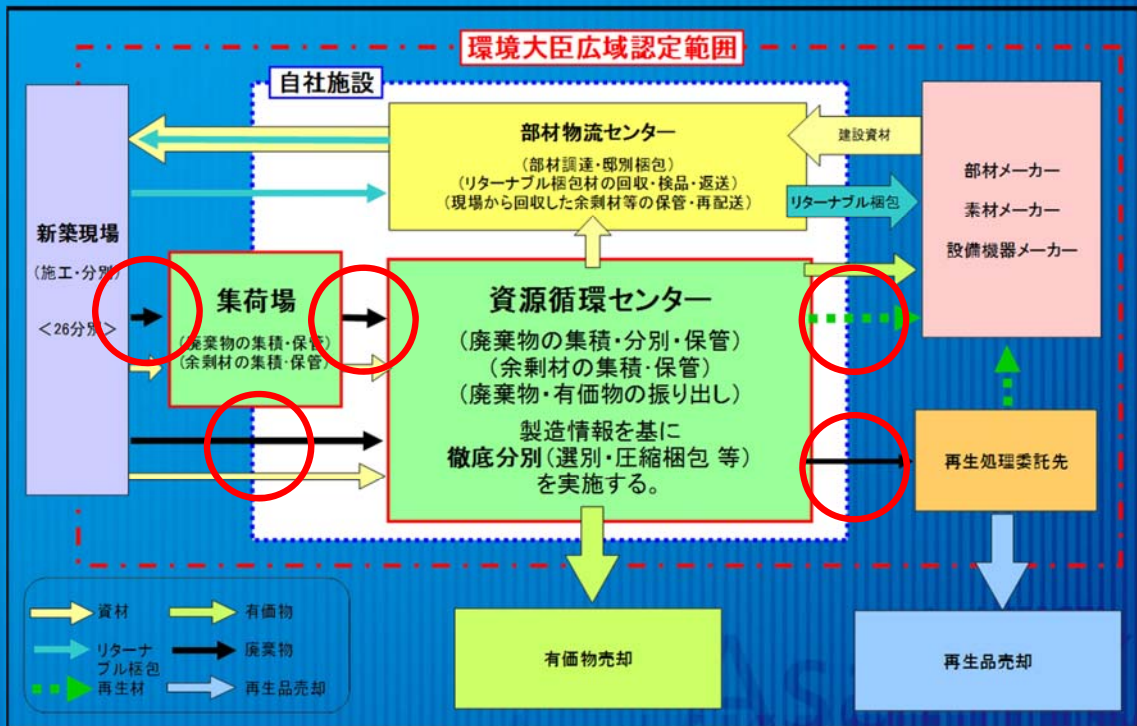 環境大臣広域認定範囲
自社施設
部材物流センター
(部材調達・邸別梱包)
(リターナブル梱包材の回収・検品・返送)
(現場から回収した余剰材等の保管・再配送)
建設資材
リターナブル梱包
部材メーカー
素材メーカー
設備機器メーカー
新築現場
(施工・分別)
<26分別>
集荷場
(廃棄物の集積・保管)
(余剰材の集積・保管)
資源循環センター
(廃棄物の集積・分別・保管)
(余剰材の集積・保管)
(廃棄物・有価物の振り出し)
製造情報を基に
徹底分別(選別・圧縮梱包 等)
を実施する。
再生処理委託先
資材
有価物
リターナ
ブル梱包
廃棄物
再生材
再生品売却
有価物売却
再生品売却